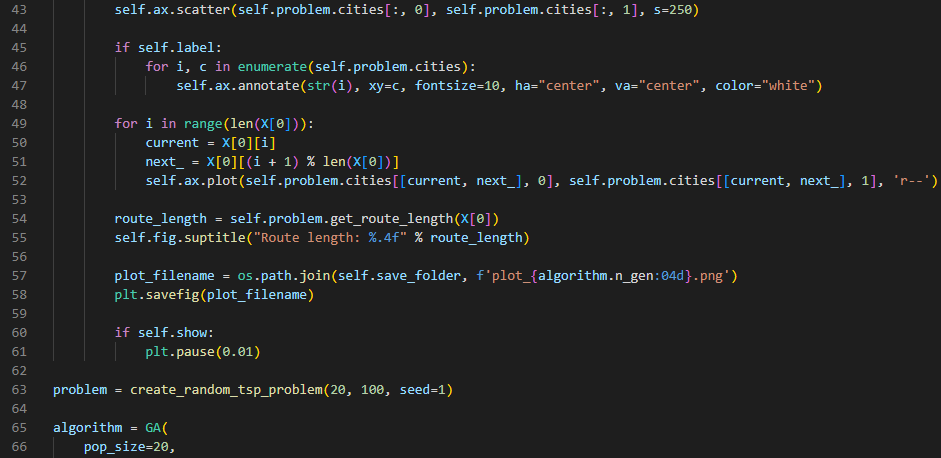 43 self.ax.scatter(self.problem.cities[:, 0], self.problem.cities[:, 1], s=250)
44
45 if self.label:
46 for i, c in enumerate(self.problem.cities):
47 self.ax.annotate(str(i), xy=c, fontsize=10, ha="center", va="center", color="white")
48
49 for i in range(len(X[0])):
50 current = X[0][i]
51 next_ = X[0][(i + 1) % len(X[0])]
52 self.ax.plot(self.problem.cities[[current, next_], 0], self.problem.cities[[current, next_], 1], 'r--')
53
54 route_length = self.problem.get_route_length(X[0])
55 self.fig.suptitle("Route length: %.4f" % route_length)
56
57 plot_filename = os.path.join(self.save_folder, f'plot_{algorithm.n_gen:04d}.png')
58 plt.savefig(plot_filename)
59
60 if self.show:
61 plt.pause(0.01)
62
63 problem = create_random_tsp_problem(20, 100, seed=1)
64
65 algorithm = GA(
66 pop_size=20,